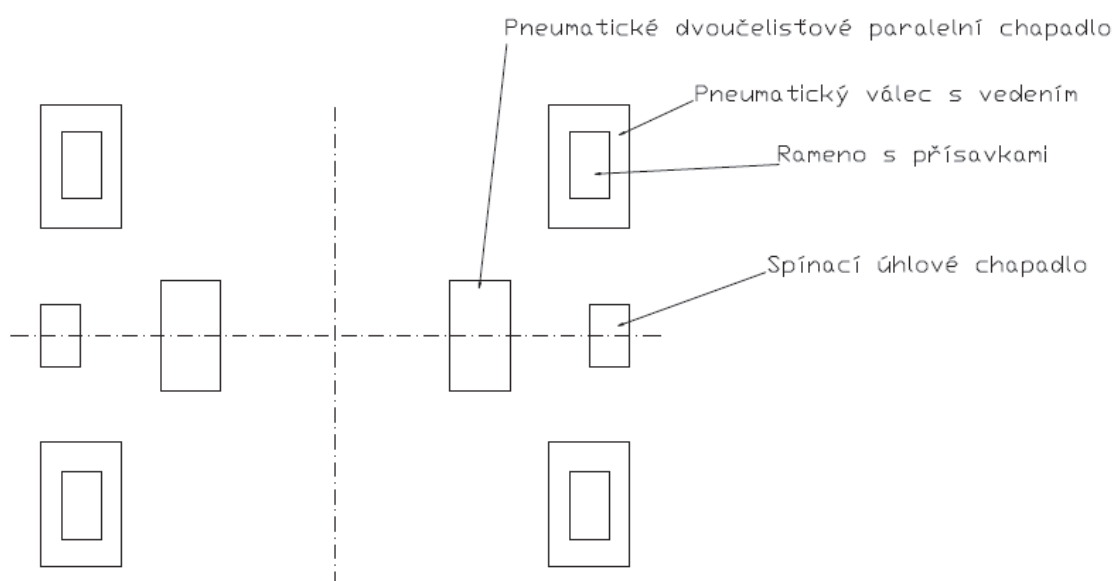 Pneumatické dvoučelisťové paralelní chapadlo
Pneumatický válec s vedením
Rameno s přísavkami
Spínací úhlové chapadlo